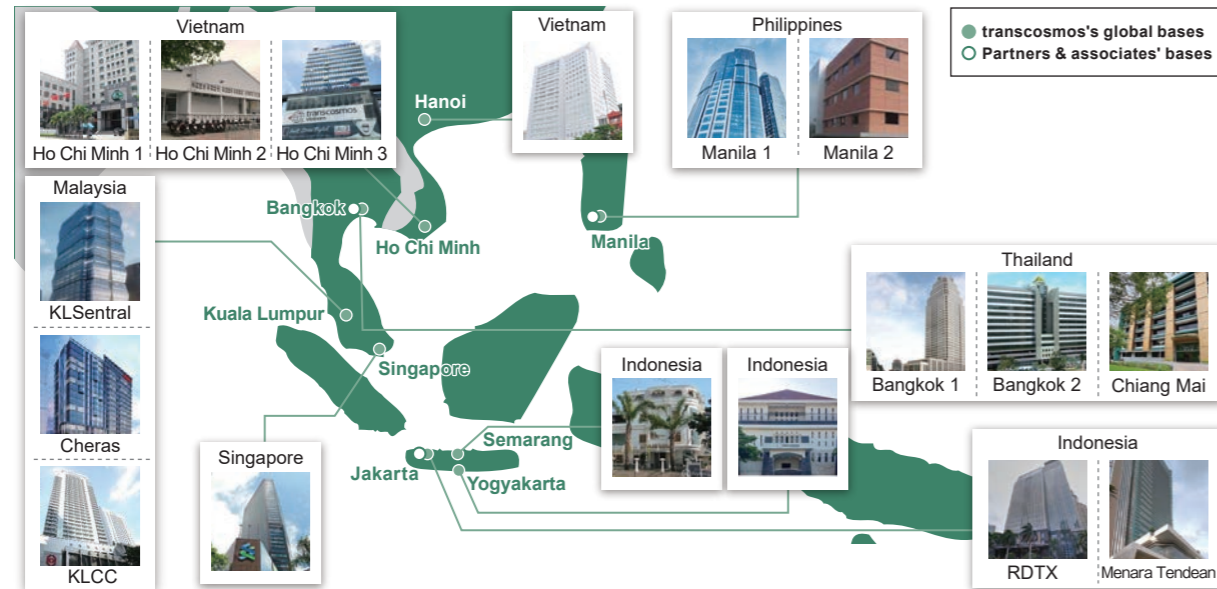 Vietnam
Ho Chi Minh 1
Ho Chi Minh 2
transcosmos
Ho Chi Minh 3
Vietnam
Philippines
Manila 1
Manila 2
transcosmos's global bases
Partners & associates' bases
Hanoi
Bangkok
Ho Chi Minh
Manila
Kuala Lumpur
Singapore
Jakarta
Semarang
Yogyakarta
Malaysia
KLSentral
Cheras
KLCC
Singapore
Indonesia
Indonesia
Thailand
Bangkok 1
Bangkok 2
Chiang Mai
Indonesia
RDTX
Menara Tendean